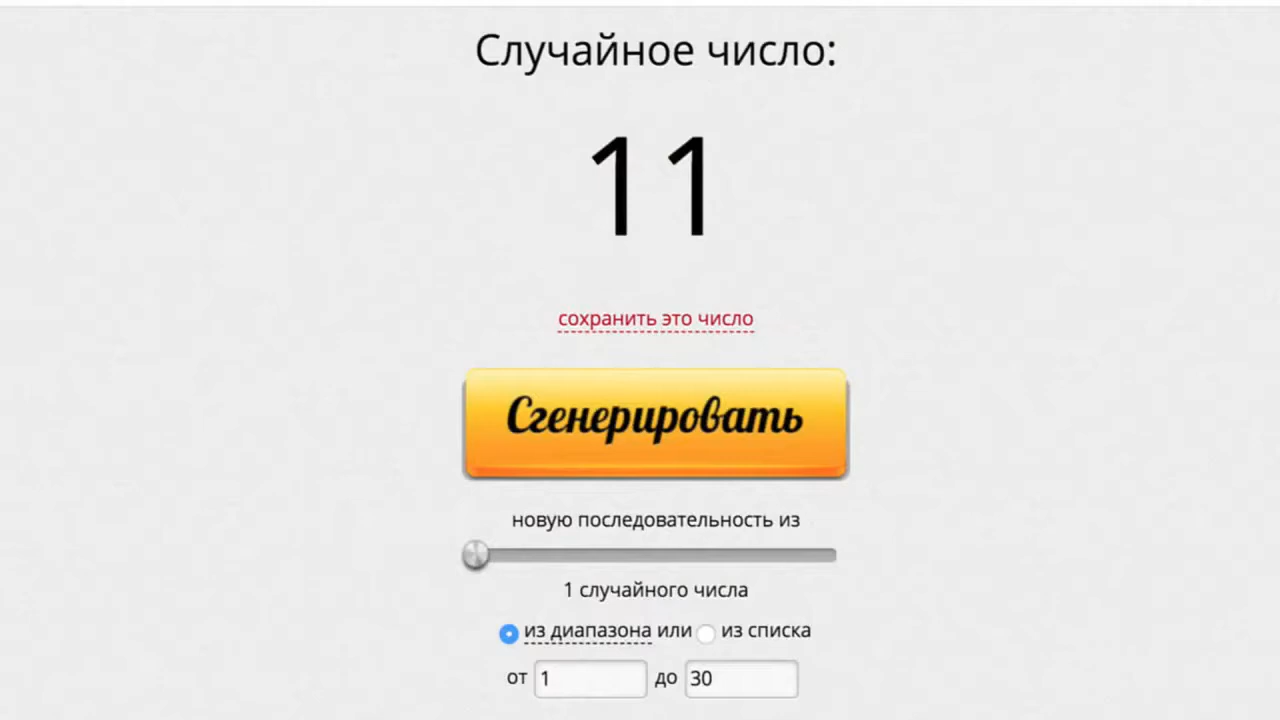 Случайное число:
11
сохранить это число
Сгенерировать
новую последовательность из
1 случайного числа
из диапазона или из списка
от 1 до 30